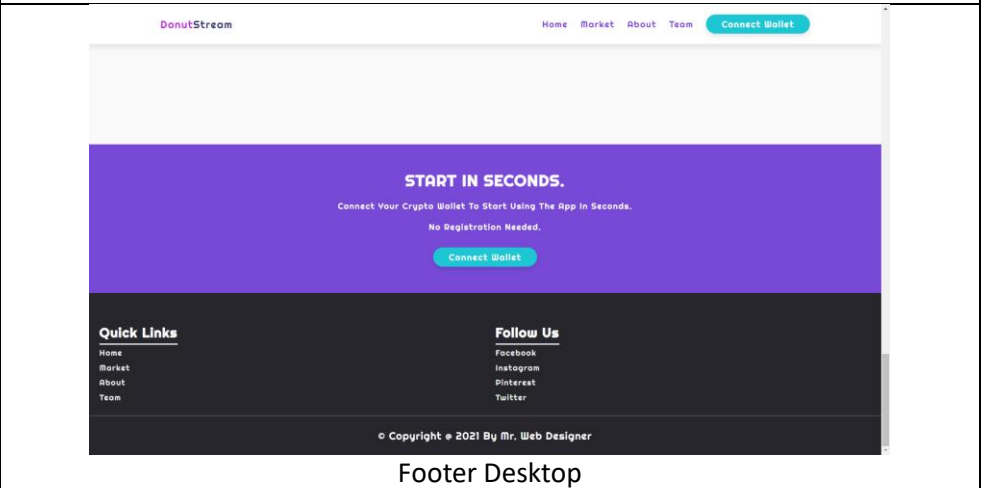 DonutStream Home Market About Team Connect Wallet
START IN SECONDS.
Connect Your Crypto Wallet To Start Using The App In Seconds.
No Registration Needed.
Connect Wallet
Quick Links
Home
Market
About
Team
Follow Us
Facebook
Instagram
Pinterest
Twitter
© Copyright @ 2021 By Mr. Web Designer
Footer Desktop